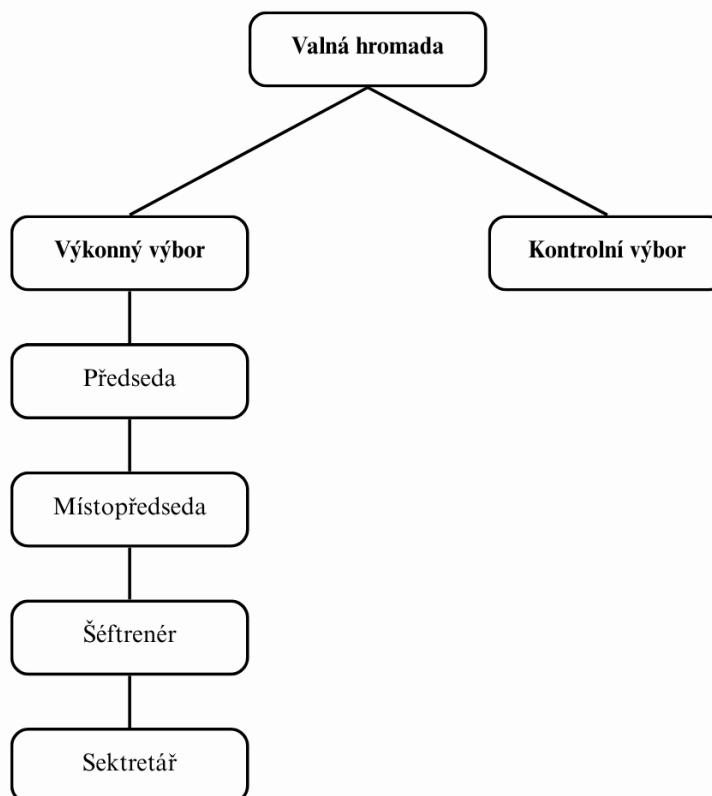 Valná hromada
Výkonný výbor
Kontrolní výbor
Předseda
Místopředseda
Šéftrenér
Sektretář